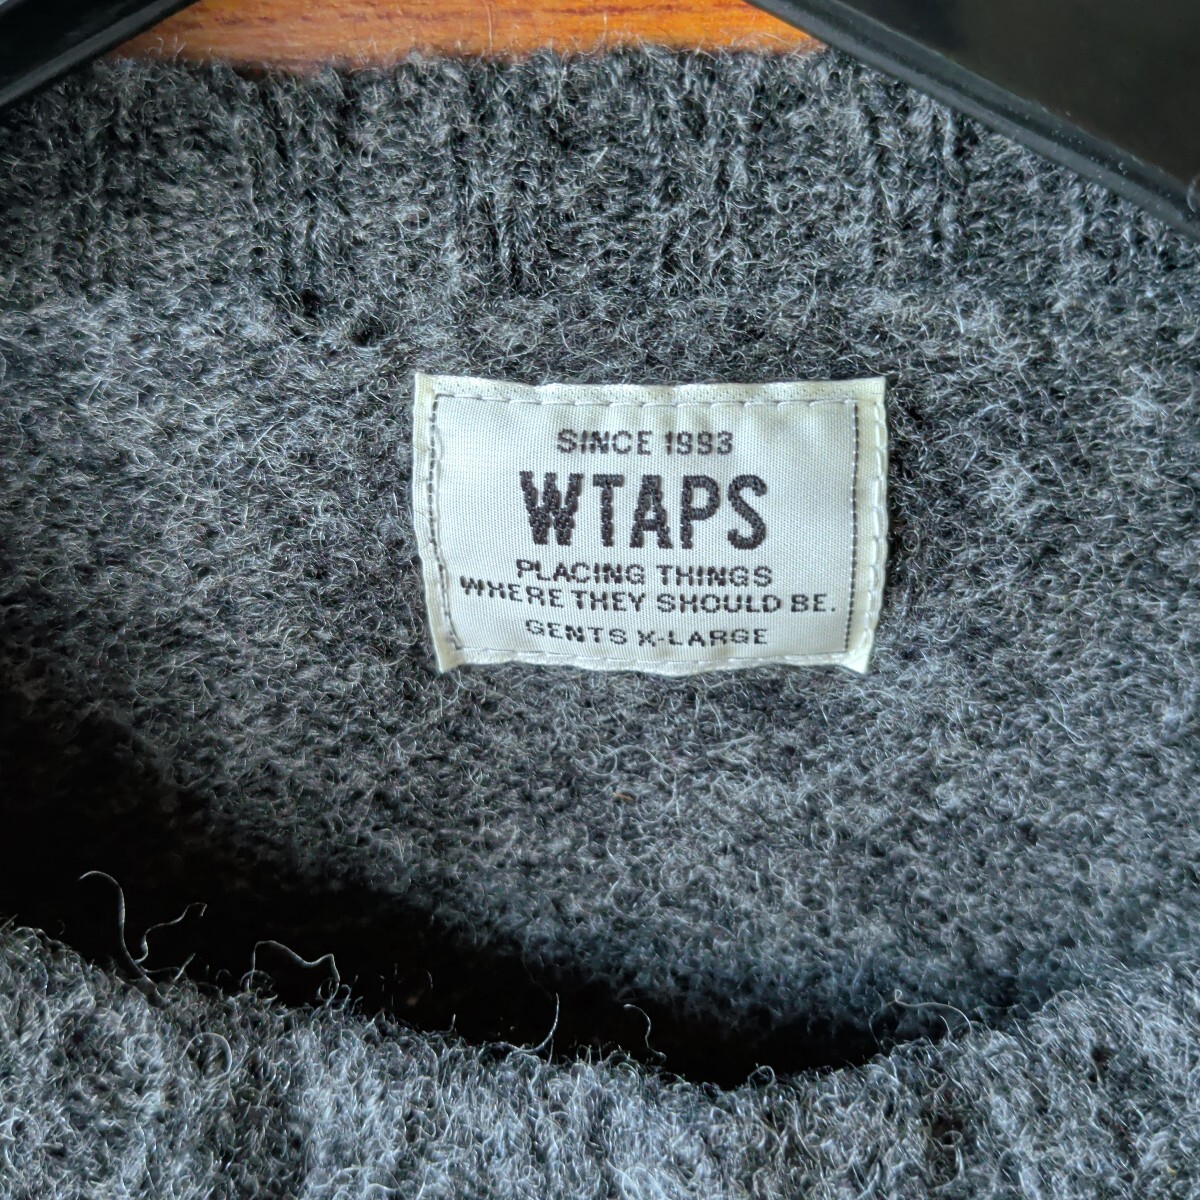 SINCE 1993
WTAPS
PLACING THINGS
WHERE THEY SHOULD BE.
GENTS X-LARGE